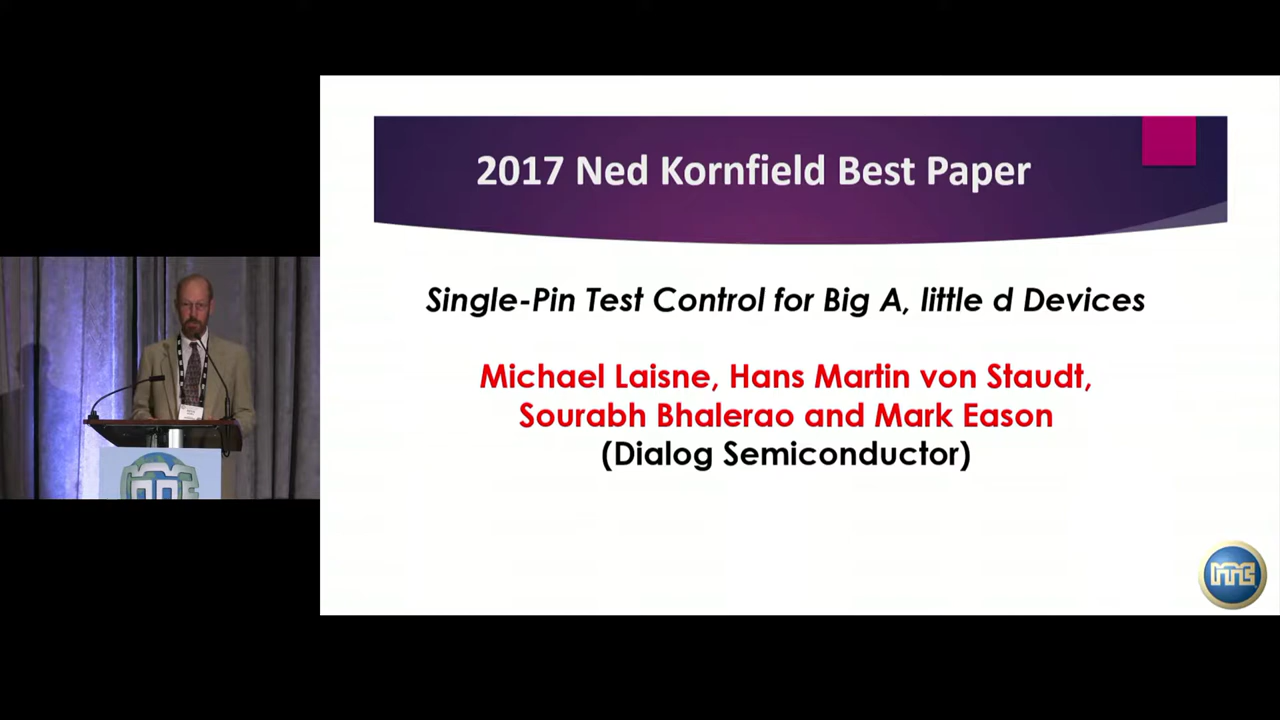 2017 Ned Kornfield Best Paper
Single-Pin Test Control for Big A, little d Devices
Michael Laisne, Hans Martin von Staudt,
Sourabh Bhalerao and Mark Eason
(Dialog Semiconductor)